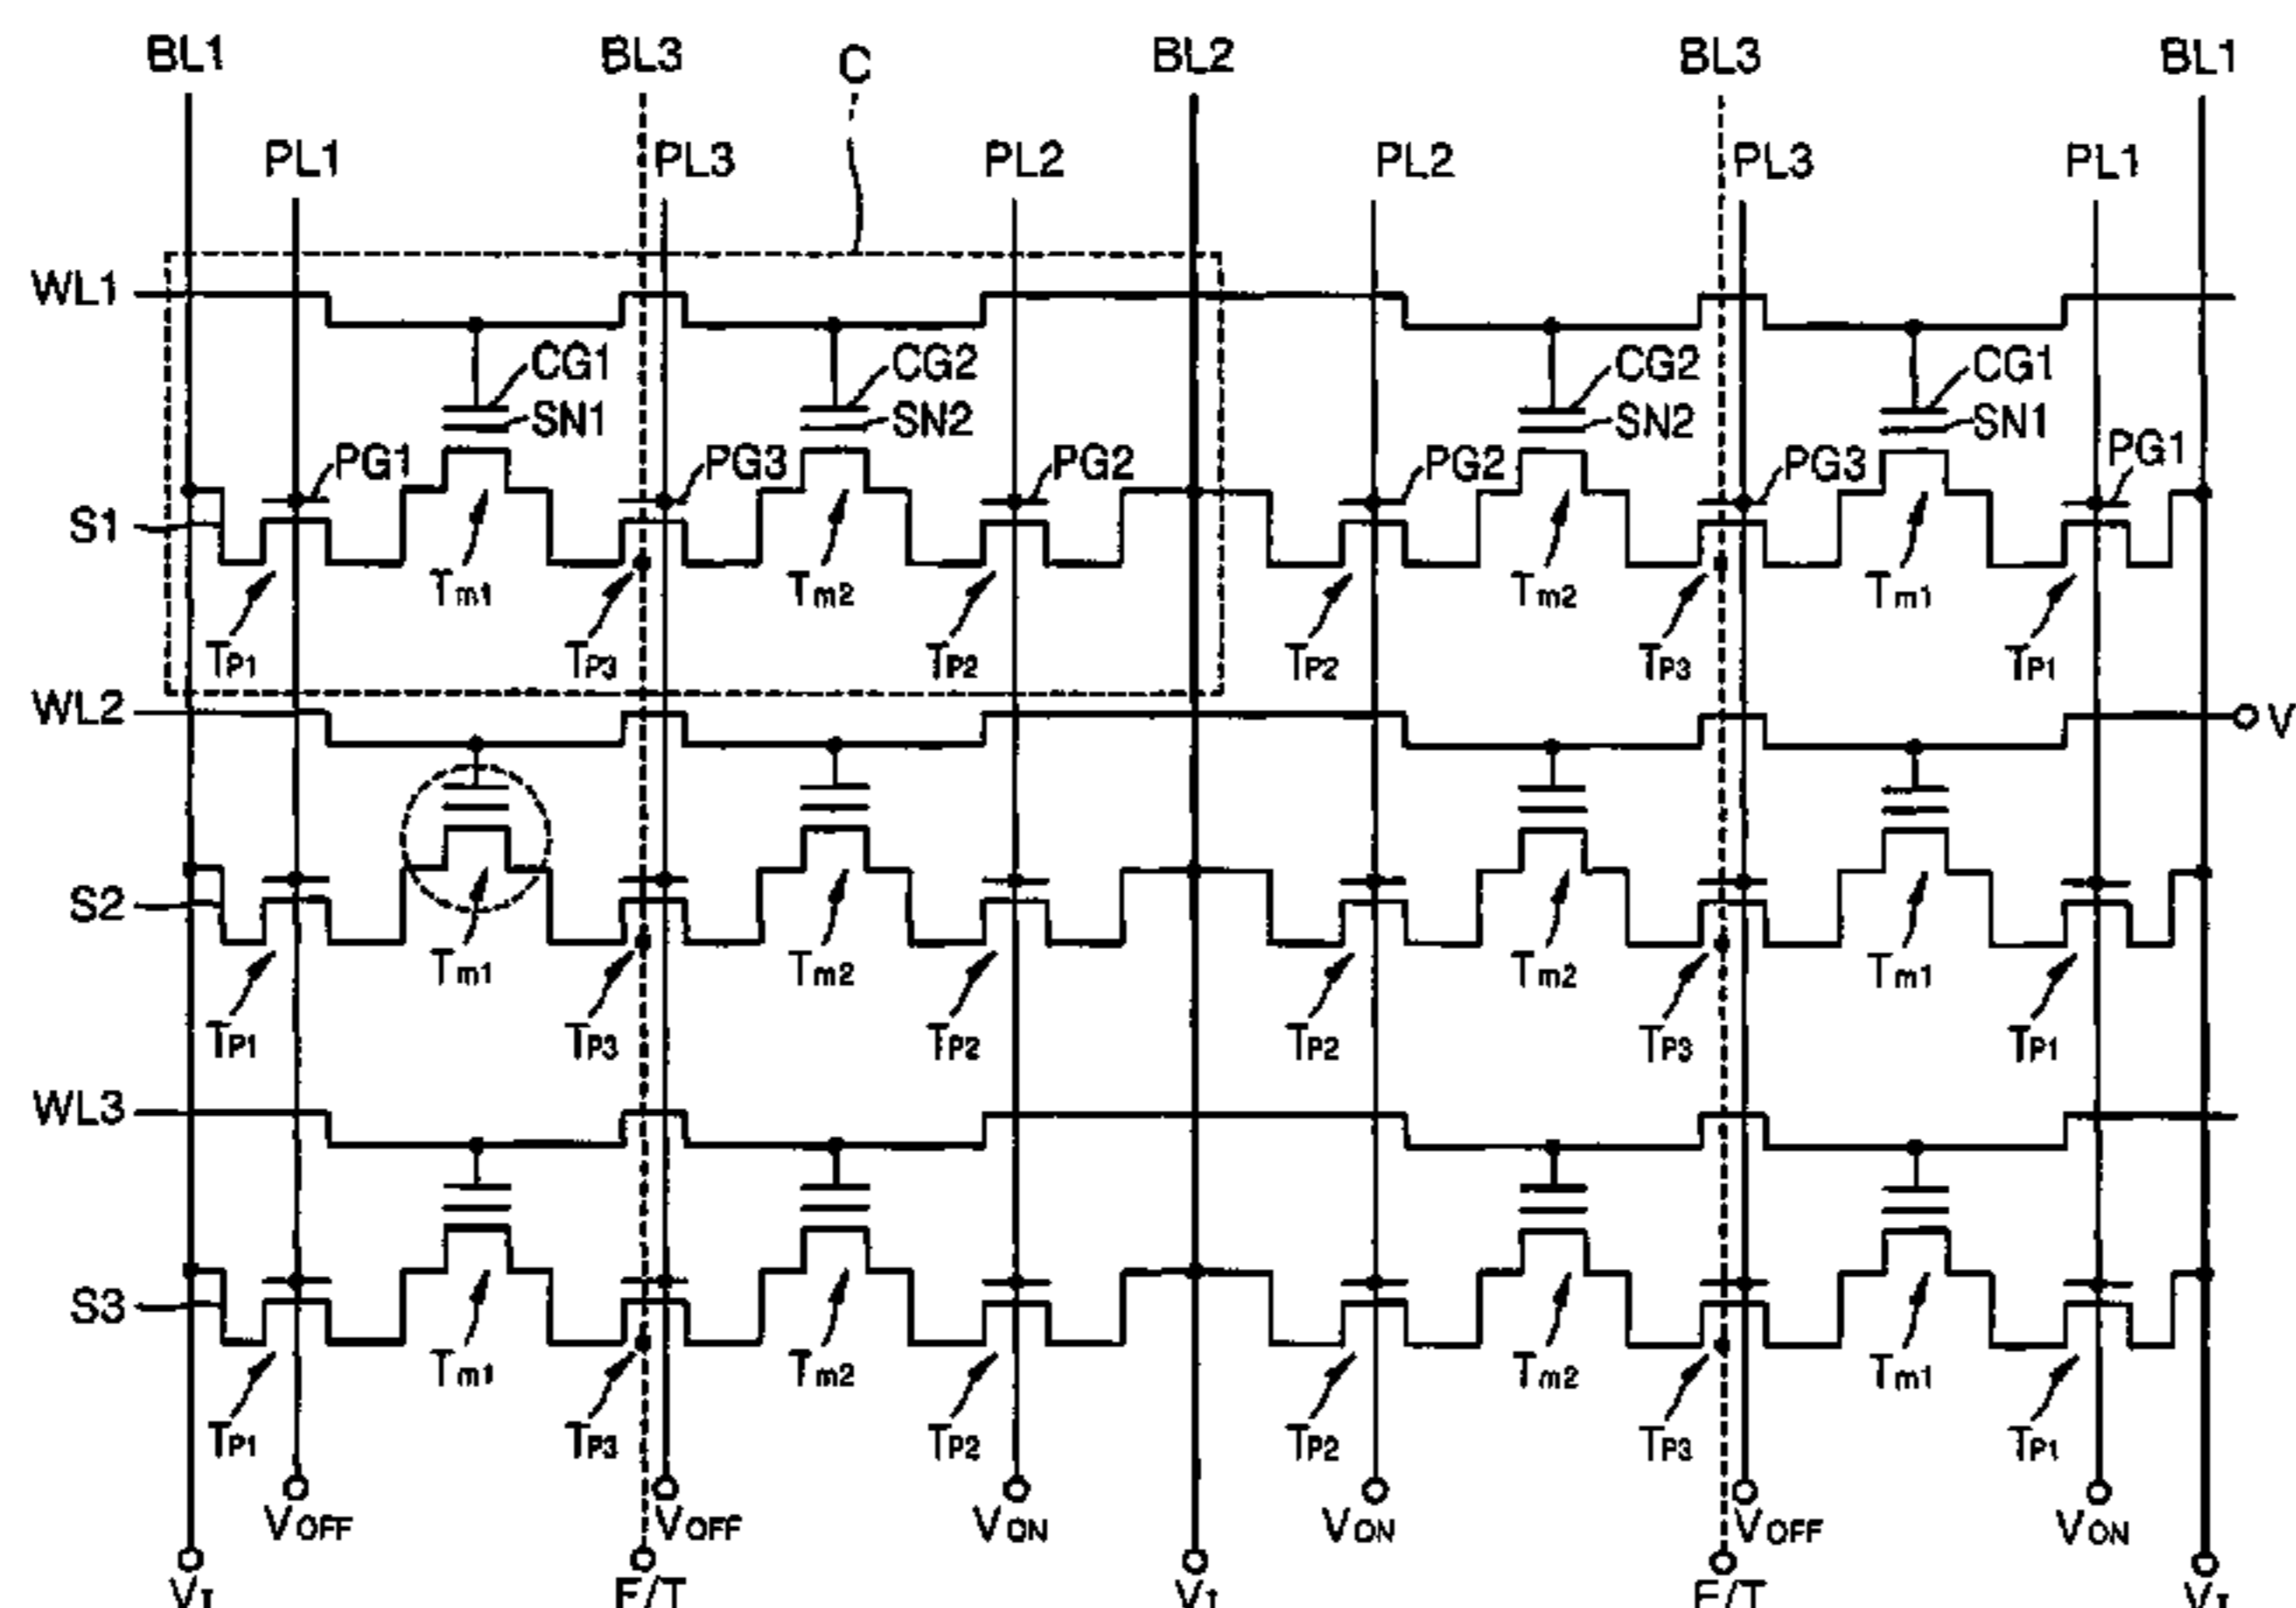 BL1 BL3 C BL2 BL3 BL1
PL1 PL3 PL2 PL2 PL3 PL1
WL1
CG1 CG2 CG2 CG1
SN1 SN2 SN2 SN1
PG1 PG3 PG2 PG2 PG3 PG1
S1
Tm1 Tm2 Tm2 Tm1
TP1 TP3 TP2 TP2 TP3 TP1
WL2 V
S2
Tm1 Tm2 Tm2 Tm1
TP1 TP3 TP2 TP2 TP3 TP1
WL3
S3
Tm1 Tm2 Tm2 Tm1
TP1 TP3 TP2 TP2 TP3 TP1
VOFF VOFF VON VON VOFF VON